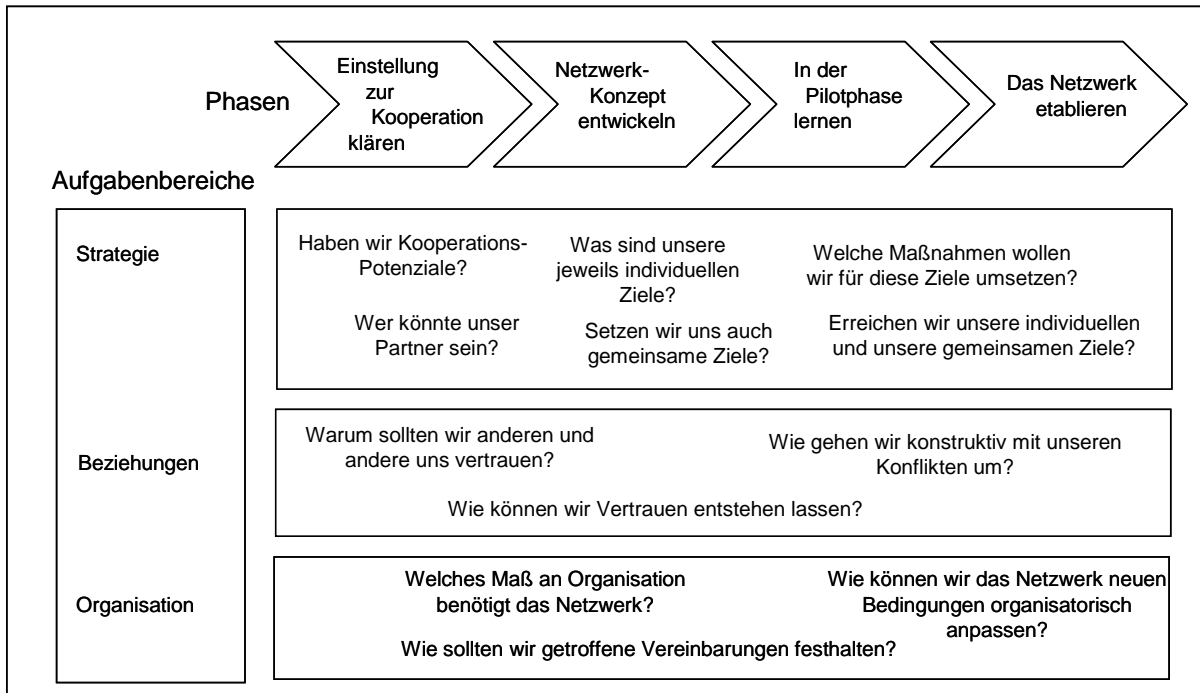 Phasen
Einstellung
zur
Kooperation
klären
Netzwerk-
Konzept
entwickeln
In der
Pilotphase
lernen
Das Netzwerk
etablieren
Aufgabenbereiche
Strategie
Haben wir Kooperations-
Potenziale?
Was sind unsere
jeweils individuellen
Ziele?
Welche Maßnahmen wollen
wir für diese Ziele umsetzen?
Wer könnte unser
Partner sein?
Setzen wir uns auch
gemeinsame Ziele?
Erreichen wir unsere individuellen
und unsere gemeinsamen Ziele?
Beziehungen
Warum sollten wir anderen und
andere uns vertrauen?
Wie gehen wir konstruktiv mit unseren
Konflikten um?
Wie können wir Vertrauen entstehen lassen?
Organisation
Welches Maß an Organisation
benötigt das Netzwerk?
Wie können wir das Netzwerk neuen
Bedingungen organisatorisch
anpassen?
Wie sollten wir getroffene Vereinbarungen festhalten?